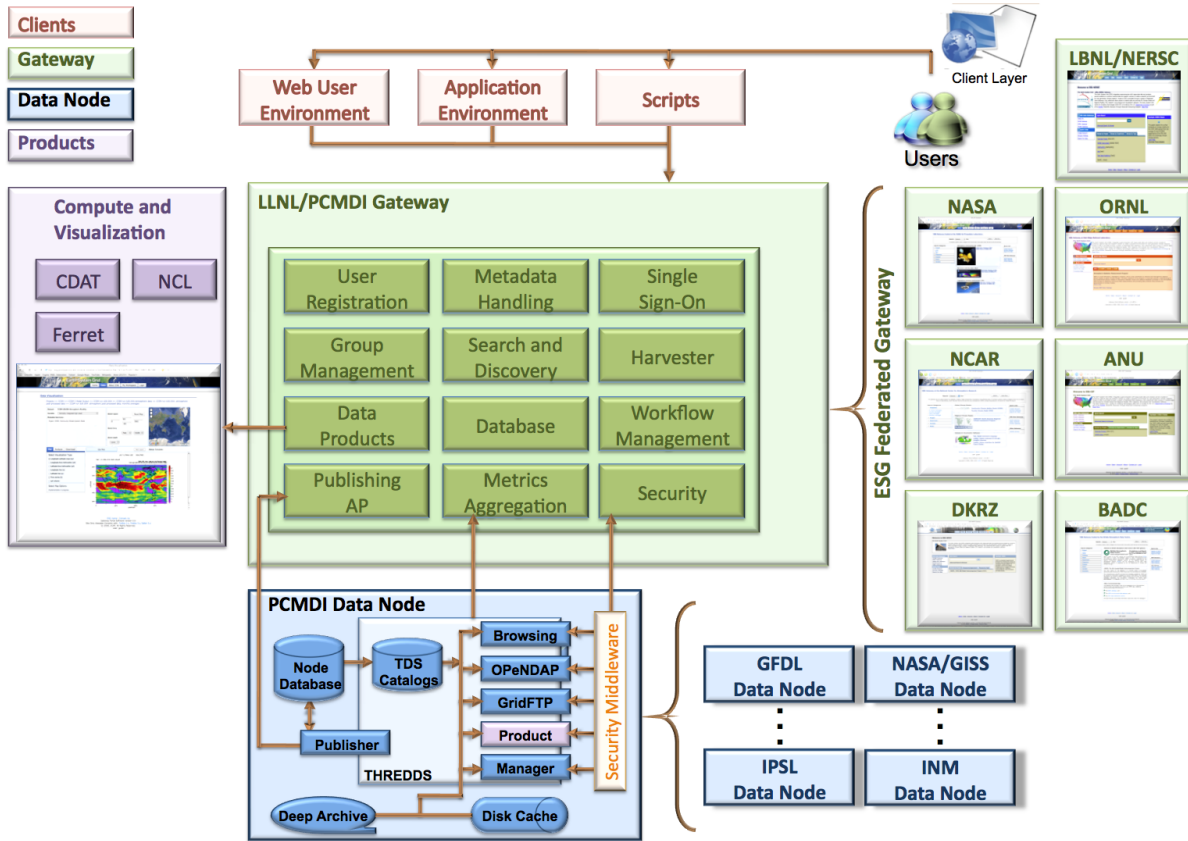 Clients
Gateway
Data Node
Products
Client Layer
Users
Web User
Environment
Application
Environment
Scripts
LBNL/NERSC
Compute and
Visualization
CDAT
NCL
Ferret
LLNL/PCMDI Gateway
User
Registration
Metadata
Handling
Single
Sign-On
Group
Management
Search and
Discovery
Harvester
Data
Products
Database
Workflow
Management
Publishing
AP
Metrics
Aggregation
Security
ESG Federated Gateway
NASA
ORNL
NCAR
ANU
DKRZ
BADC
PCMDI Data Node
Node
Database
TDS
Catalogs
Publisher
THREDDS
Browsing
OPeNDAP
GridFTP
Product
Manager
Security Middleware
Deep Archive
Disk Cache
GFDL
Data Node
NASA/GISS
Data Node
IPSL
Data Node
INM
Data Node